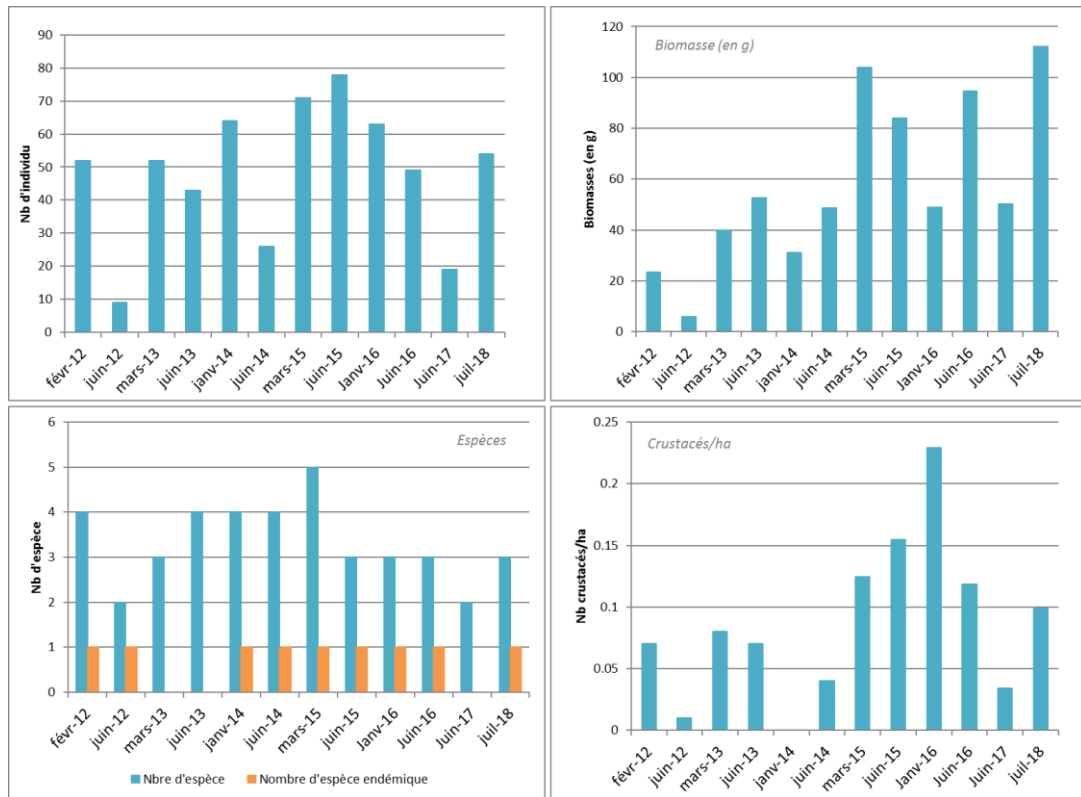 90
80
70
60
50
40
30
20
10
0
Nb d'individu
févr-12
juin-12
mars-13
juin-13
janv-14
juin-14
mars-15
juin-15
Janv-16
Juin-16
Juin-17
juil-18
Biomasse (en g)
120
100
80
60
40
20
0
Biomasses (en g)
févr-12
juin-12
mars-13
juin-13
janv-14
juin-14
mars-15
juin-15
Janv-16
Juin-16
Juin-17
juil-18
Espèces
6
5
4
3
2
1
0
Nb d'espèce
févr-12
juin-12
mars-13
juin-13
janv-14
juin-14
mars-15
juin-15
Janv-16
Juin-16
Juin-17
juil-18
Nbre d'espèce
Nombre d'espèce endémique
Crustacés/ha
0.25
0.2
0.15
0.1
0.05
0
Nb crustacés/ha
févr-12
juin-12
mars-13
juin-13
janv-14
juin-14
mars-15
juin-15
Janv-16
Juin-16
Juin-17
juil-18